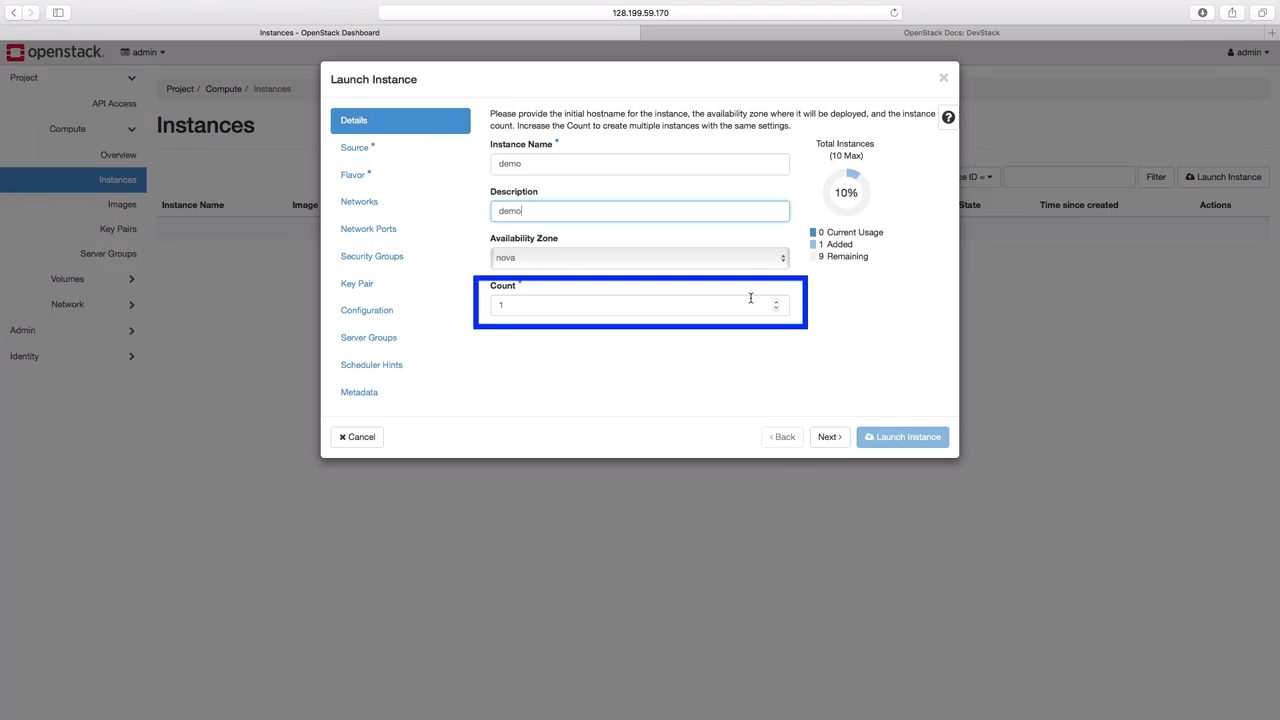 128.199.59.170
Instances - OpenStack Dashboard
OpenStack Docs: DevStack
openstack.
admin
admin
Project
API Access
Compute
Overview
Instances
Images
Key Pairs
Server Groups
Volumes
Network
Admin
Identity
Project / Compute / Instances
Instances
ce ID =
Filter
Launch Instance
Instance Name
Image
State
Time since created
Actions
Launch Instance
Details
Source *
Flavor *
Networks
Network Ports
Security Groups
Key Pair
Configuration
Server Groups
Scheduler Hints
Metadata
Please provide the initial hostname for the instance, the availability zone where it will be deployed, and the instance
count. Increase the Count to create multiple instances with the same settings.
Instance Name *
demo
Description
demo
Availability Zone
nova
Count *
1
Total Instances
(10 Max)
10%
0 Current Usage
1 Added
9 Remaining
Cancel
< Back
Next >
Launch Instance